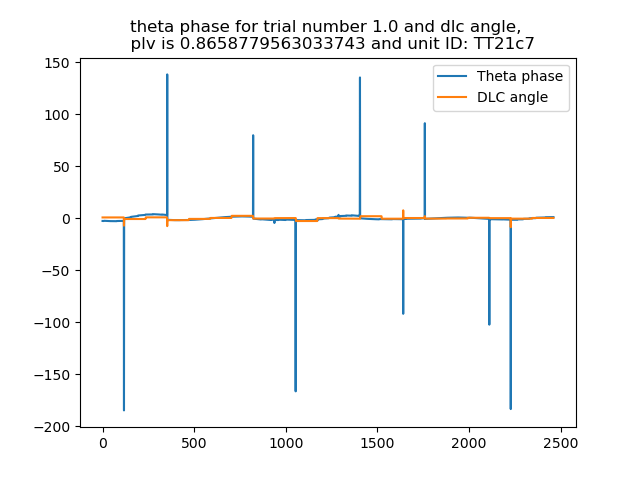 theta phase for trial number 1.0 and dlc angle,
plv is 0.8658779563033743 and unit ID: TT21c7
Theta phase
DLC angle
150
100
50
0
−50
−100
−150
−200
0 500 1000 1500 2000 2500